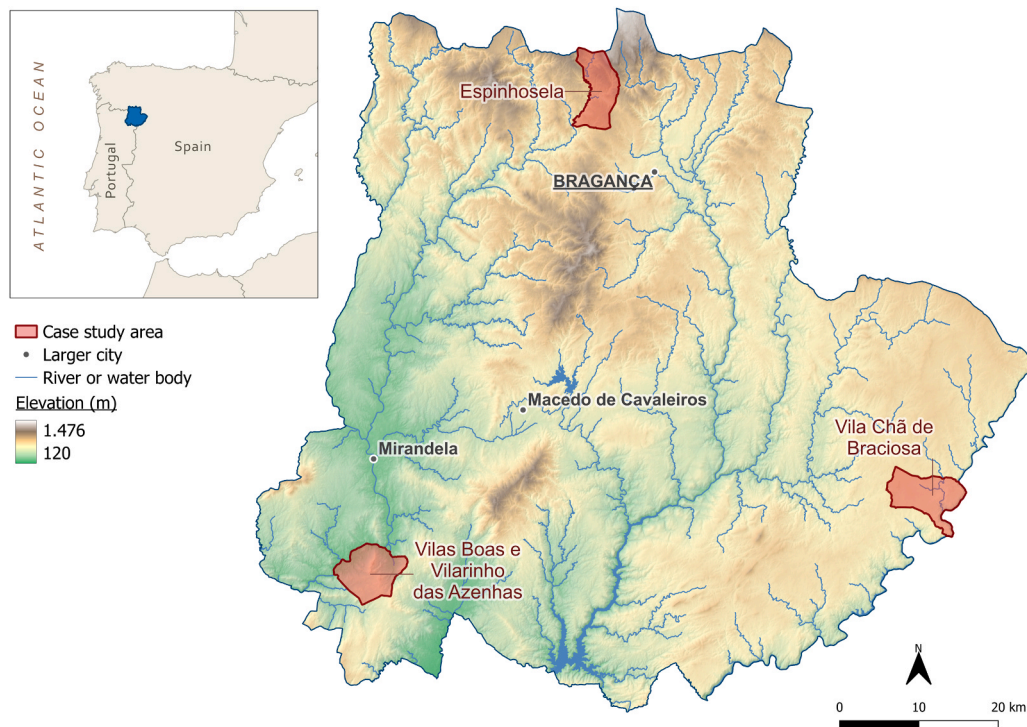 ATLANTIC OCEAN
Portugal
Spain
Case study area
Larger city
River or water body
Elevation (m)
1.476
120
Espinhosela
BRAGANÇA
Macedo de Cavaleiros
Mirandela
Vila Chã de
Braciosa
Vilas Boas e
Vilarinho
das Azenhas
N
0 10 20 km